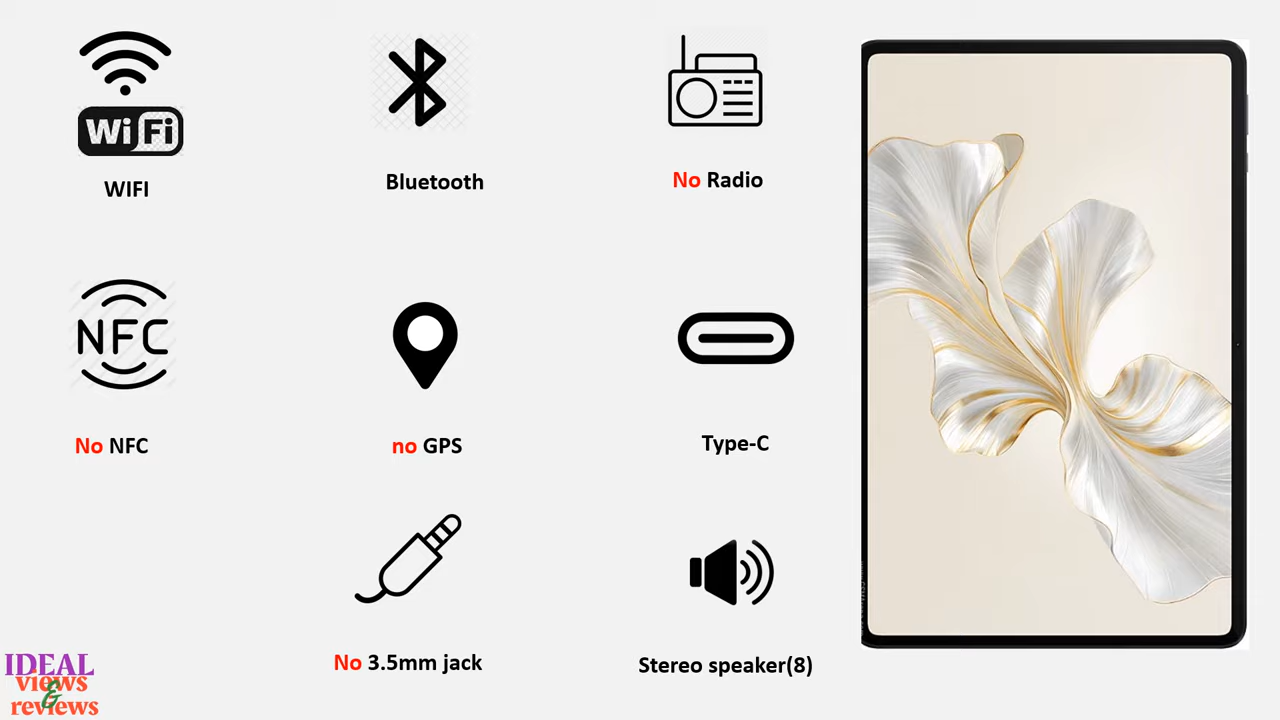 WiFi
WIFI
Bluetooth
No Radio
NFC
No NFC
no GPS
Type-C
No 3.5mm jack
Stereo speaker(8)
IDEAL
views
&
reviews